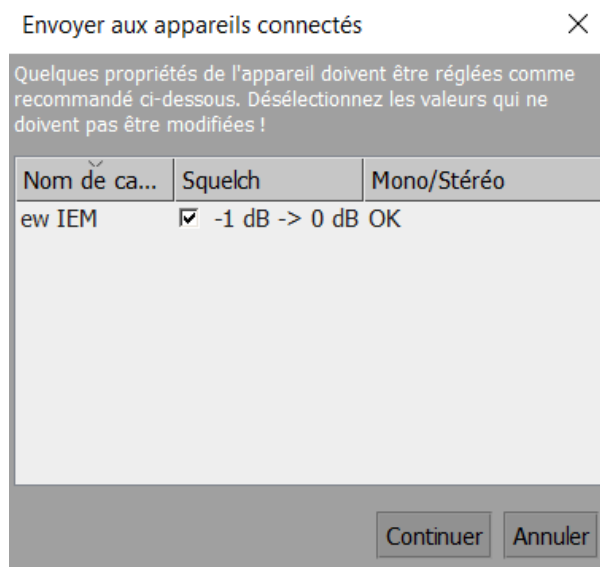 Envoyer aux appareils connectés
Quelques propriétés de l'appareil doivent être réglées comme
recommandé ci-dessous. Désélectionnez les valeurs qui ne
doivent pas être modifiées !
Nom de ca... Squelch Mono/Stéréo
ew IEM -1 dB -> 0 dB OK
Continuer Annuler